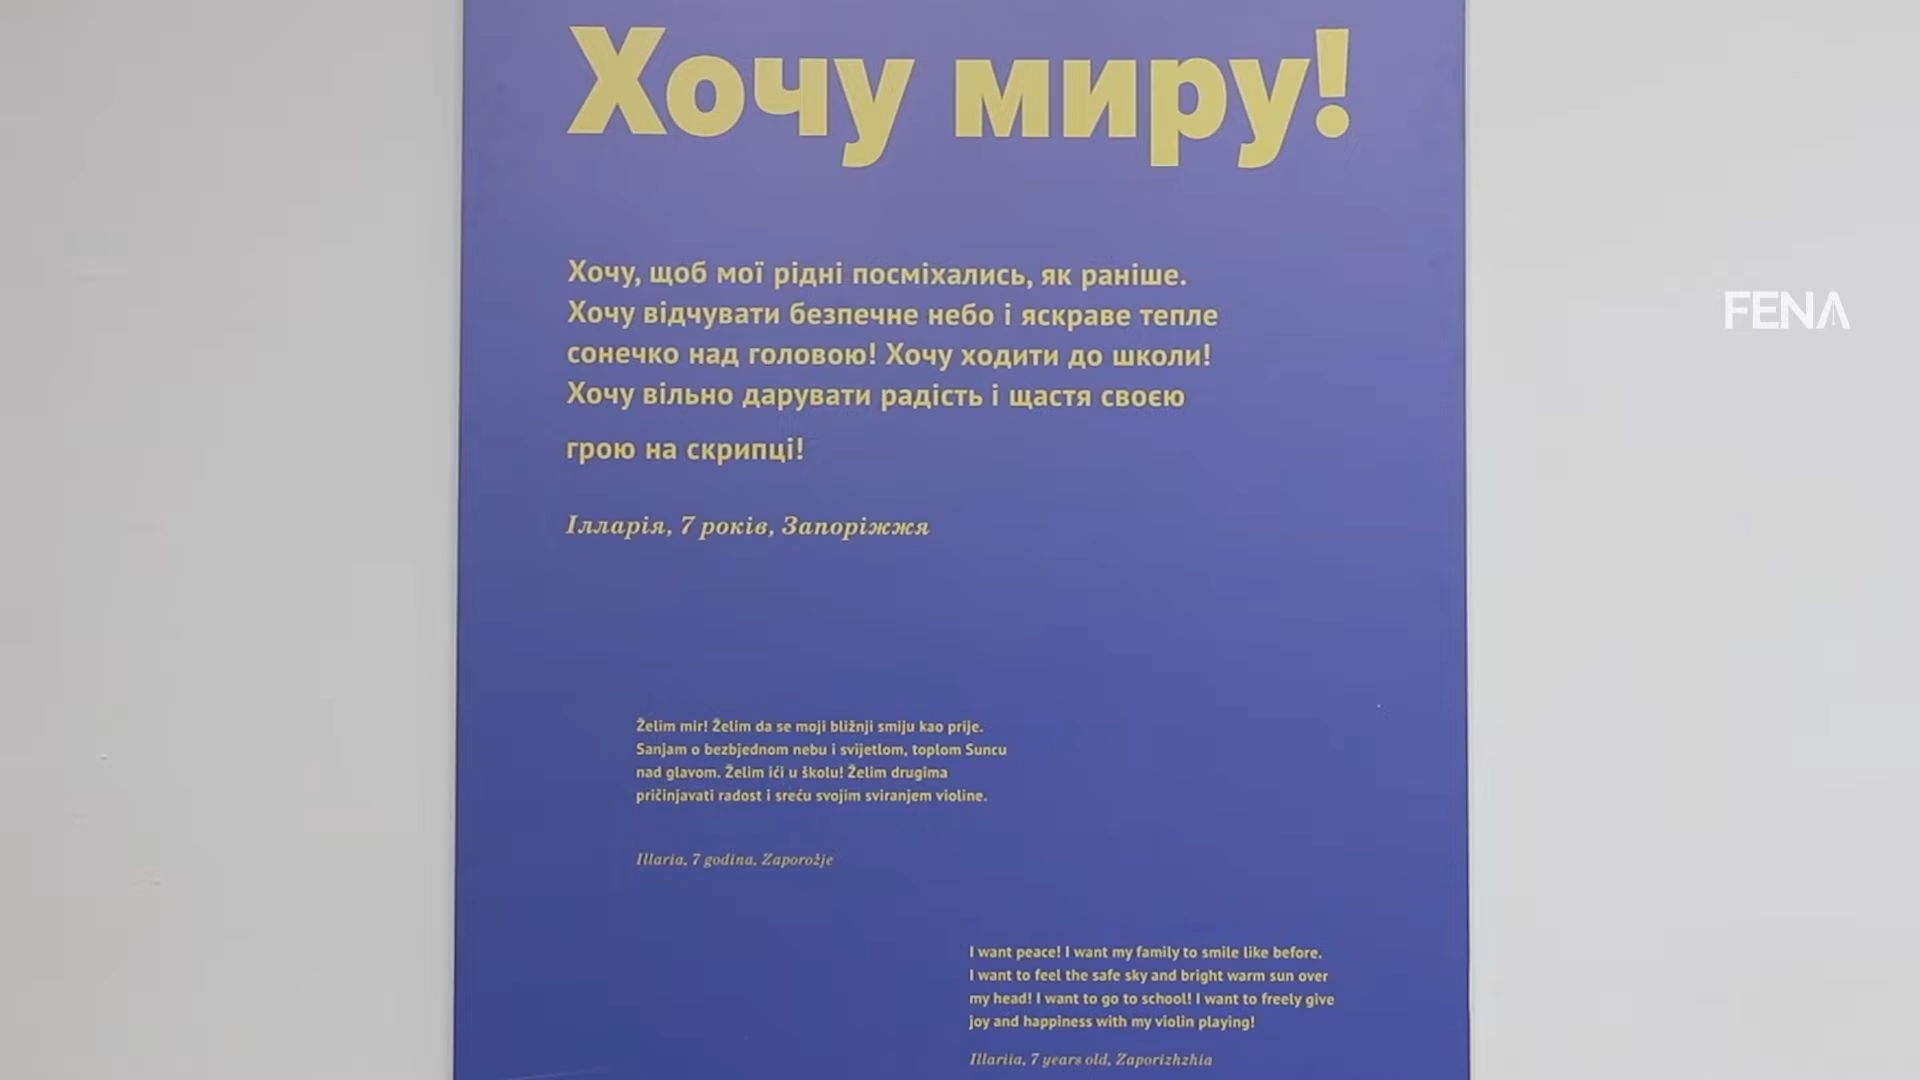 Хочу миру!
Хочу, щоб мої рідні посміхались, як раніше.
Хочу відчувати безпечне небо і яскраве тепле
сонечко над головою! Хочу ходити до школи!
Хочу вільно дарувати радість і щастя своєю
грою на скрипці!
Ілларія, 7 років, Запоріжжя
FENA
Želim mir! Želim da se moji bližnji smiju kao prije.
Sanjam o bezbjednom nebu i svijetlom, toplom Suncu
nad glavom. Želim ići u školu! Želim drugima
pričinjavati radost i sreću svojim sviranjem violine.
Illaria, 7 godina, Zaporožje
I want peace! I want my family to smile like before.
I want to feel the safe sky and bright warm sun over
my head! I want to go to school! I want to freely give
joy and happiness with my violin playing!
Illariia, 7 years old, Zaporizhzhia